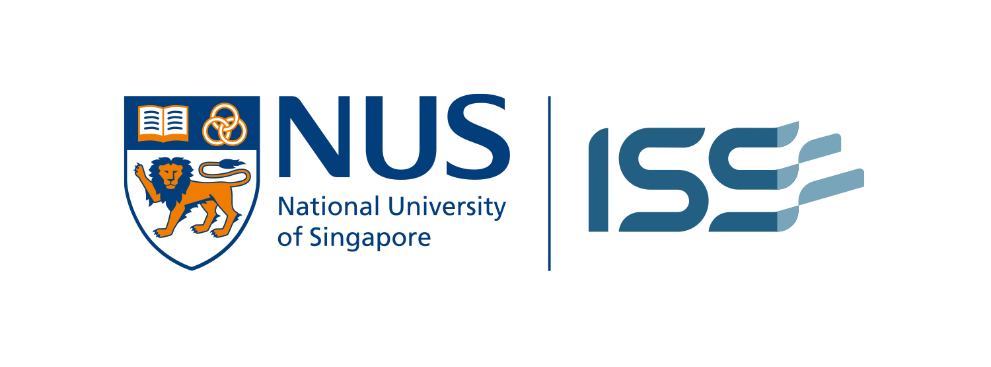 NUS
National University
of Singapore
ISS